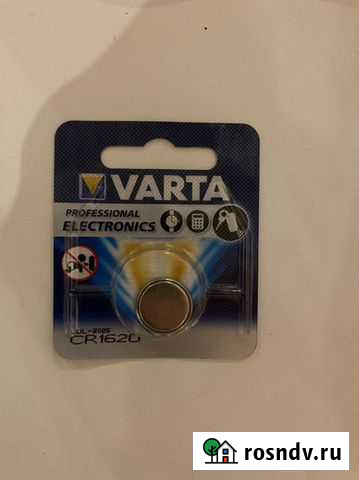 VARTA
PROFESSIONAL
ELECTRONICS
CR1620
rosndv.ru